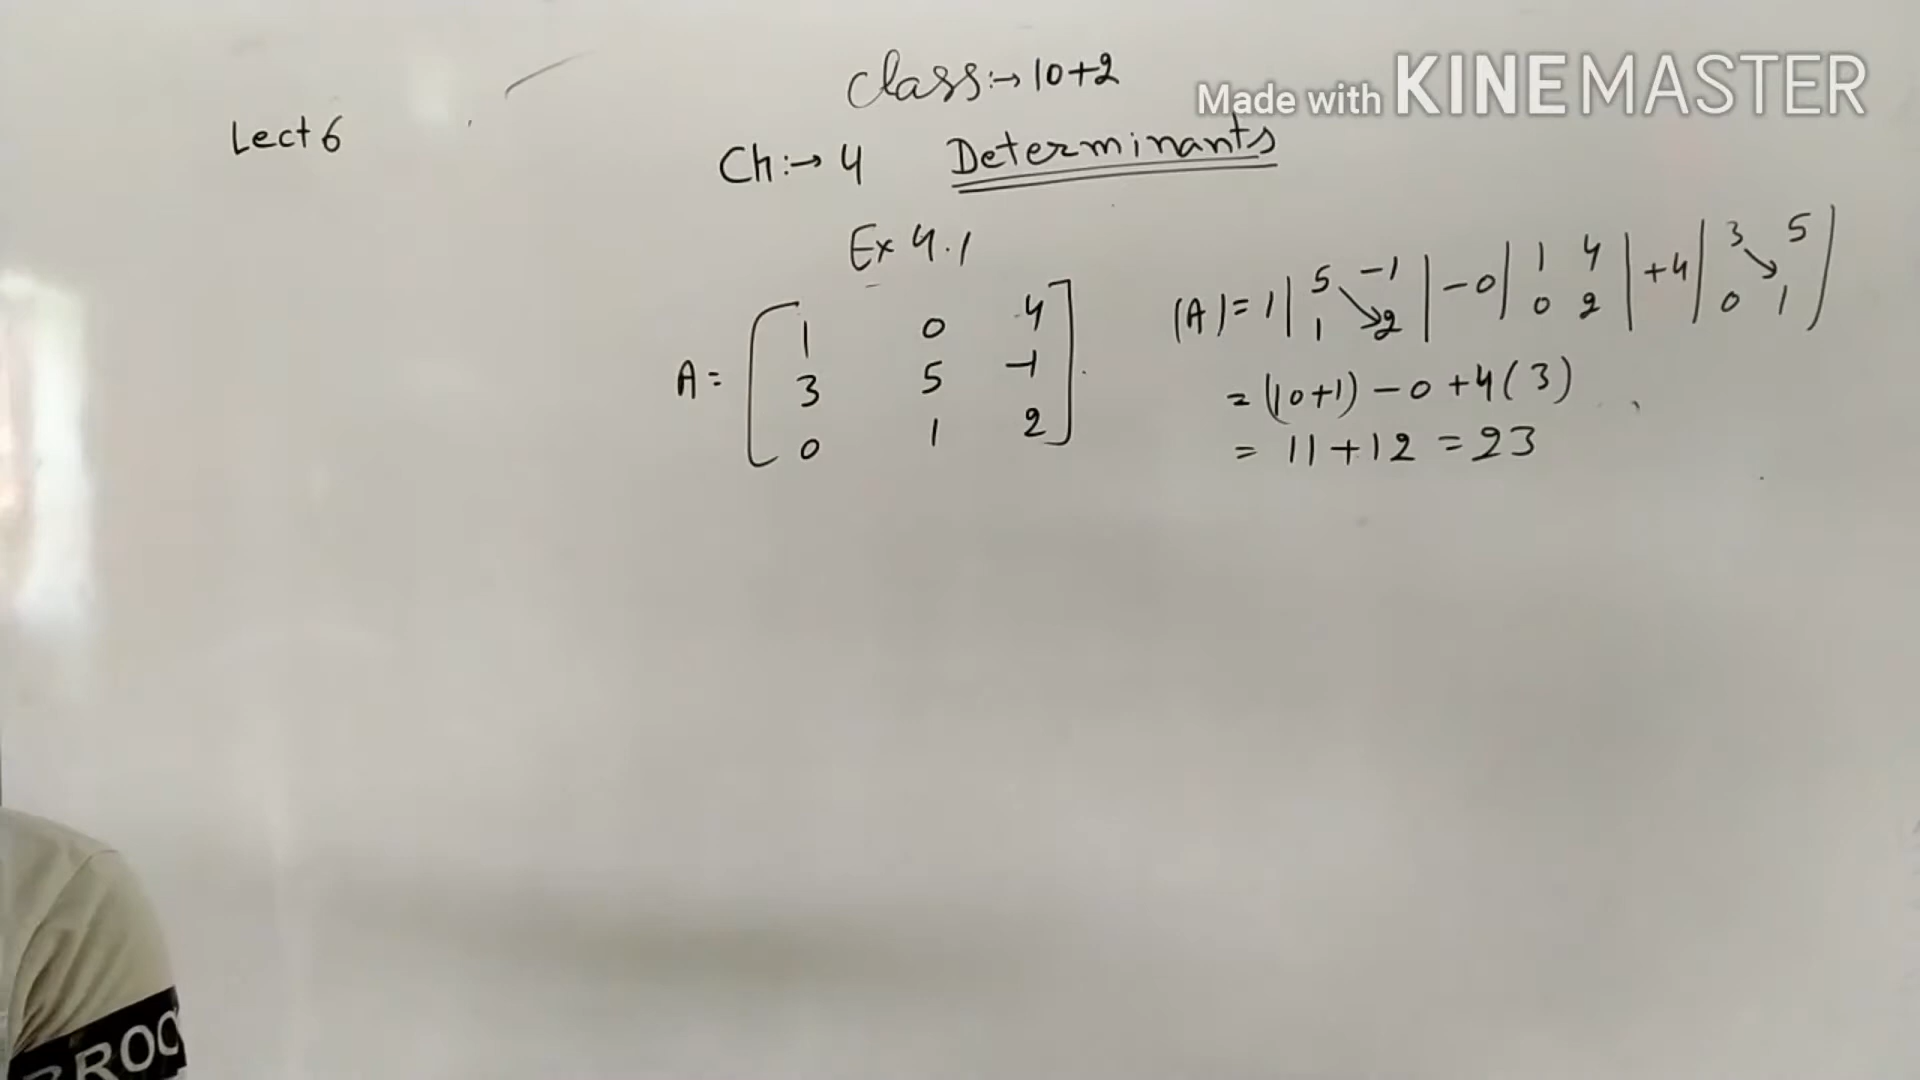 Class:→10+2
Made with KINEMASTER
Lect 6
Ch:→ 4 Determinants
Ex 4.1
A = [ 1 0 4
3 5 -1
0 1 2 ]
|A| = 1 | 5 -1 | - 0 | 1 4 | + 4 | 3 5 |
1 2 0 2 0 1
= (10+1) - 0 + 4(3)
= 11 + 12 = 23
ROO